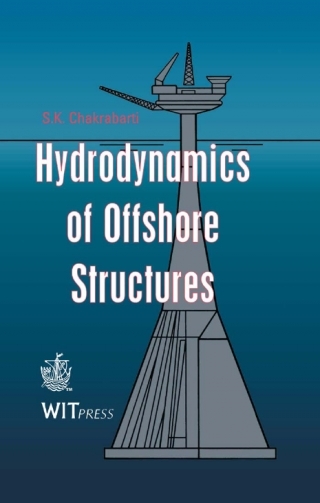 S.K. Chakrabarti
Hydrodynamics
of Offshore
Structures
WITPRESS